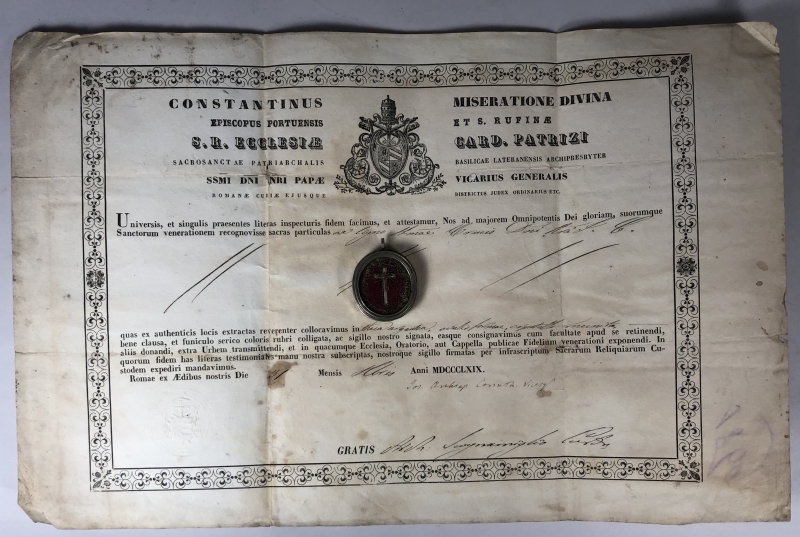 CONSTANTINUS MISERATIONE DIVINA
EPISCOPUS PORTUENSIS ET S. RUFINÆ
S. R. ECCLESIÆ CARD. PATRIZI
SACROSANCTAE PATRIARCHALIS BASILICAE LATERANENSIS ARCHIPRESBYTER
SSMI DNI NRI PAPÆ VICARIUS GENERALIS
ROMANÆ CURIÆ EJUSQUE DISTRICTUS JUDEX ORDINARIUS ETC.
Universis, et singulis praesentes literas inspecturis fidem facimus, et attestamur, Nos ad majorem Omnipotentis Dei gloriam, suorumque
Sanctorum venerationem recognovisse sacras particulas Ligno Crucis
quas ex authenticis locis extractas reverenter collocavimus in
bene clausa, et funiculo serico coloris rubri colligata, ac sigillo nostro signata, easque consignavimus cum facultate apud se retinendi,
aliis donandi, extra Urbem transmittendi, et in quacumque Ecclesia, Oratorio, aut Cappella publicae Fidelium venerationi exponendi. In
quorum fidem has literas testimoniales manu nostra subscriptas, nostroque sigillo firmatas per infrascriptum Sacrarum Reliquiarum Cu-
stodem expediri mandavimus.
Romae ex Ædibus nostris Die Mensis Anni MDCCCLXIX.
GRATIS